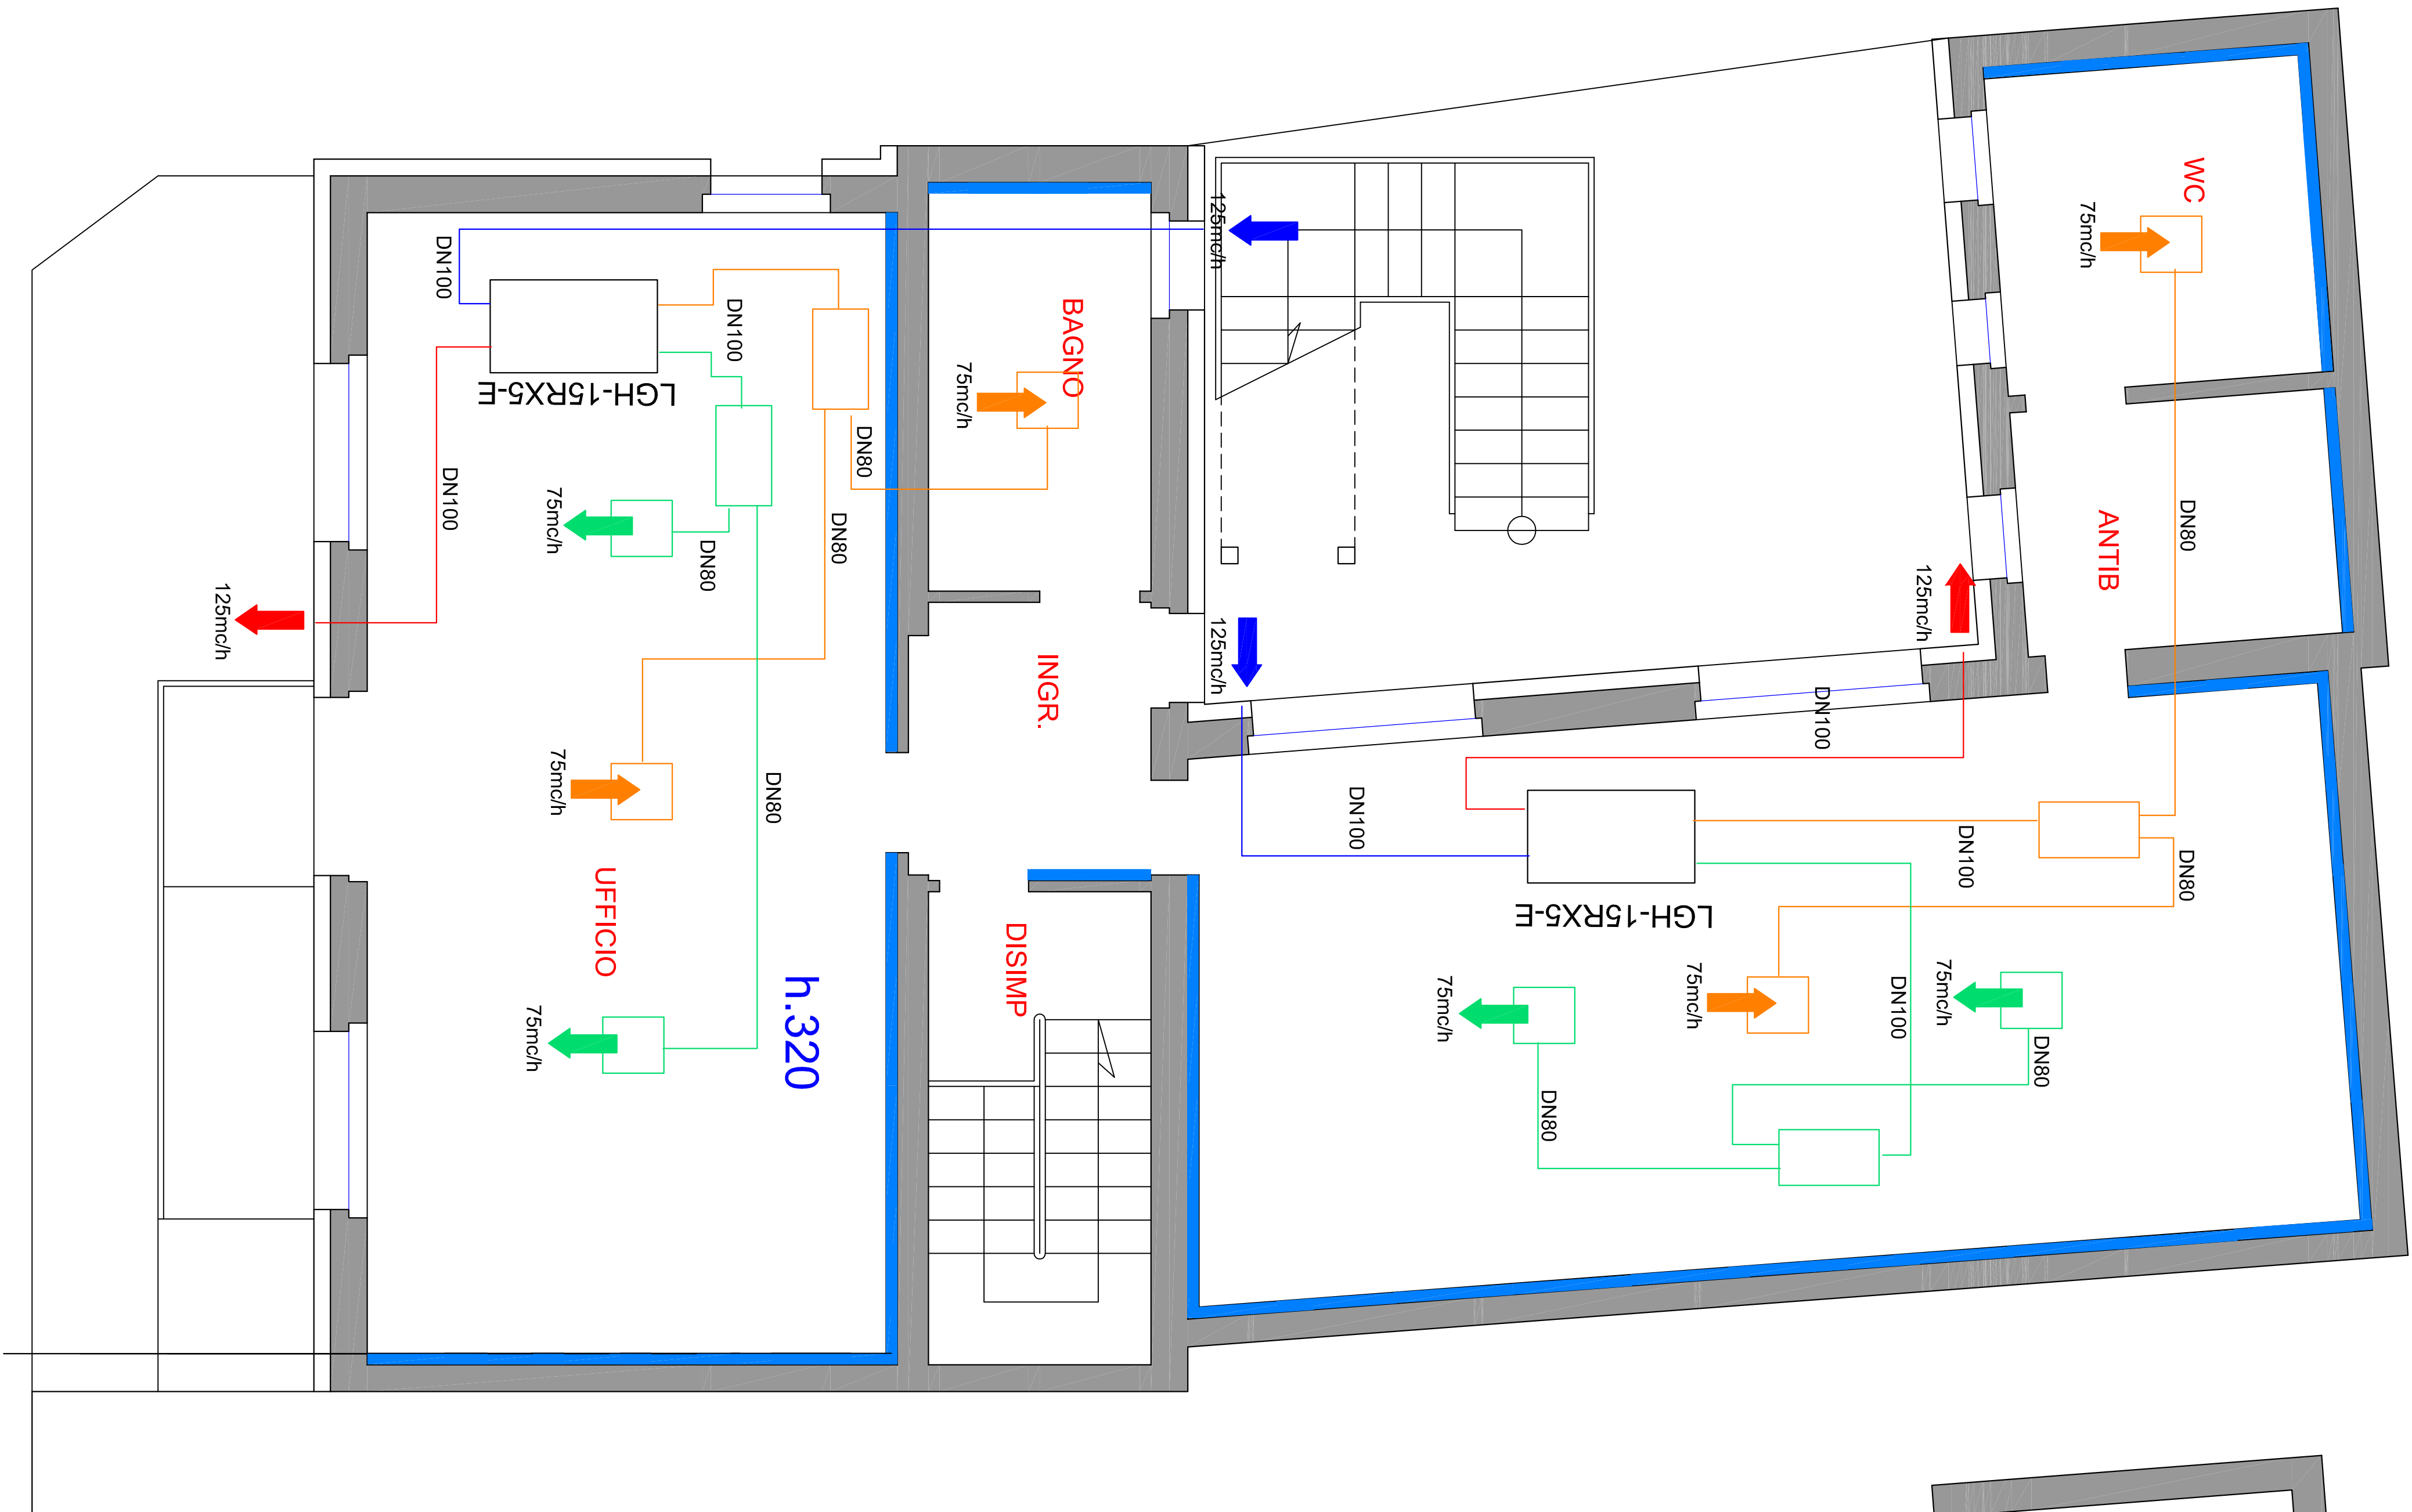 WC
75mc/h
125mc/h
DN100
BAGNO
DN100
75mc/h
LGH-15RX5-E
DN80
DN100
75mc/h
DN80
DN80
DN80
ANTIB
125mc/h
125mc/h
125mc/h
INGR.
DN100
75mc/h
DN80
DN100
DN100
DN80
UFFICIO
LGH-15RX5-E
DISIMP
h.320
75mc/h
75mc/h
75mc/h
75mc/h
DN100
DN80
DN80